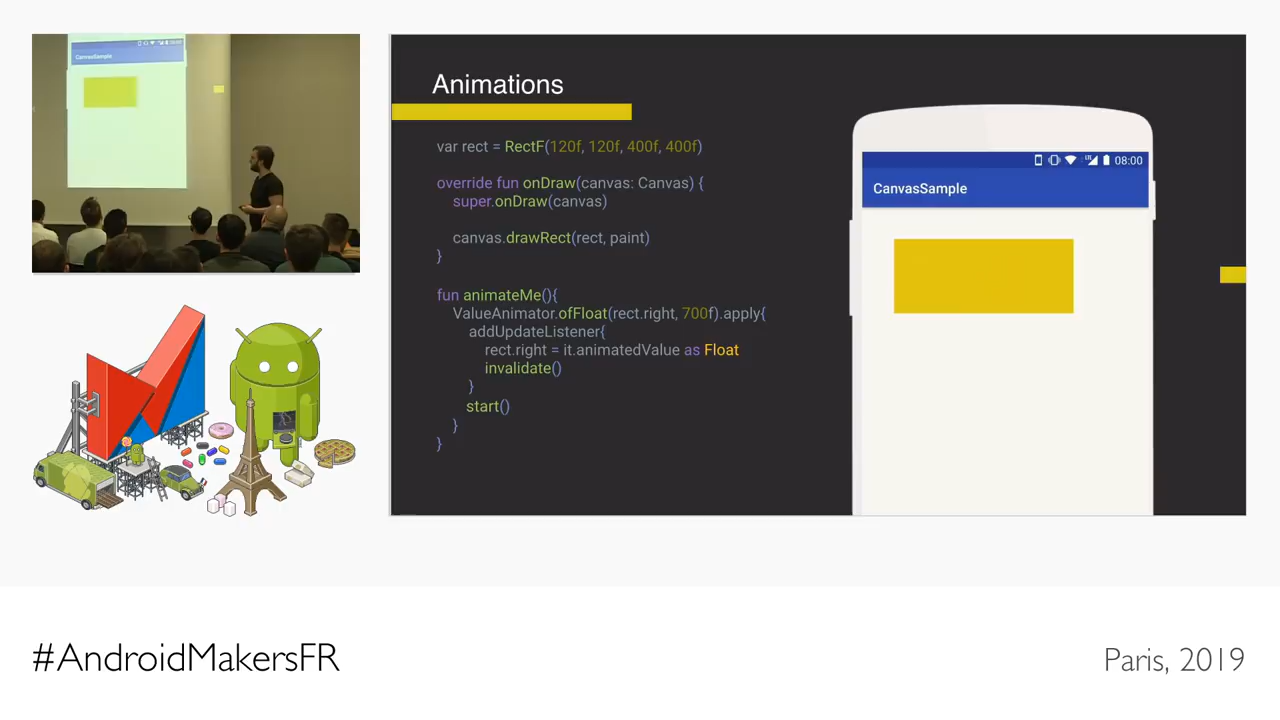 CanvasSample
Animations
var rect = RectF(120f, 120f, 400f, 400f)
override fun onDraw(canvas: Canvas) {
super.onDraw(canvas)
canvas.drawRect(rect, paint)
}
fun animateMe(){
ValueAnimator.ofFloat(rect.right, 700f).apply{
addUpdateListener{
rect.right = it.animatedValue as Float
invalidate()
}
start()
}
}
08:00
CanvasSample
#AndroidMakersFR
Paris, 2019